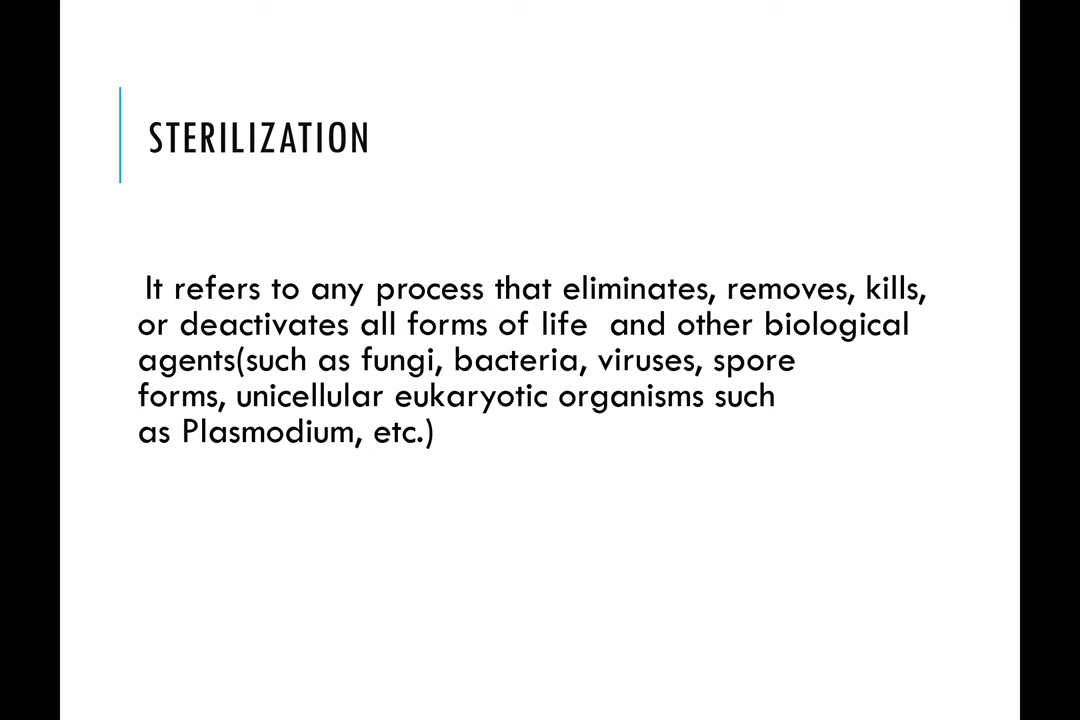 STERILIZATION
It refers to any process that eliminates, removes, kills,
or deactivates all forms of life  and other biological
agents(such as fungi, bacteria, viruses, spore
forms, unicellular eukaryotic organisms such
as Plasmodium, etc.)